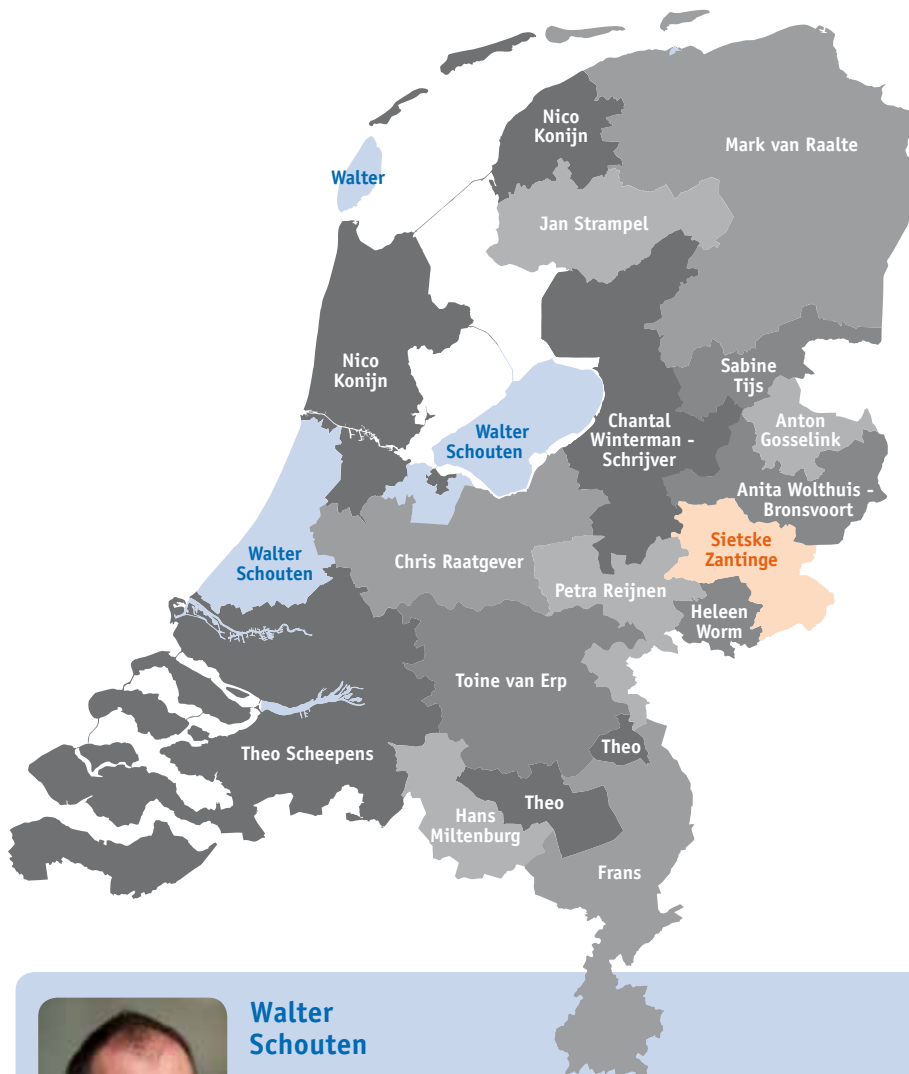 Nico
Konijn
Mark van Raalte
Walter
Jan Strampel
Nico
Konijn
Sabine
Tijs
Walter
Schouten
Chantal
Winterman -
Schrijver
Anton
Gosselink
Anita Wolthuis -
Bronsvoort
Walter
Schouten
Chris Raatgever
Sietske
Zantinge
Petra Reijnen
Heleen
Worm
Toine van Erp
Theo Scheepens
Theo
Theo
Hans
Miltenburg
Frans
Walter
Schouten